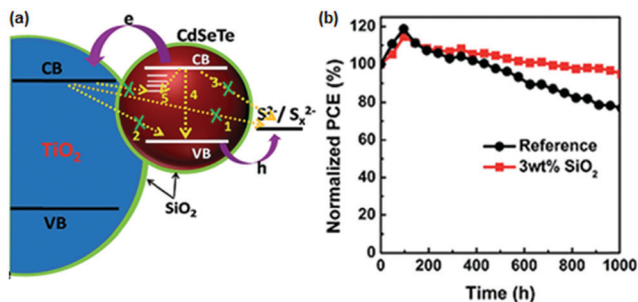 (a)
e
CdSeTe
CB
CB
5
4
3
S²⁻/ Sₓ²⁻
1
2
TiO₂
VB
h
SiO₂
VB
(b)
Normalized PCE (%)
120
100
80
60
40
20
0
Reference
3wt% SiO₂
0 200 400 600 800 1000
Time (h)